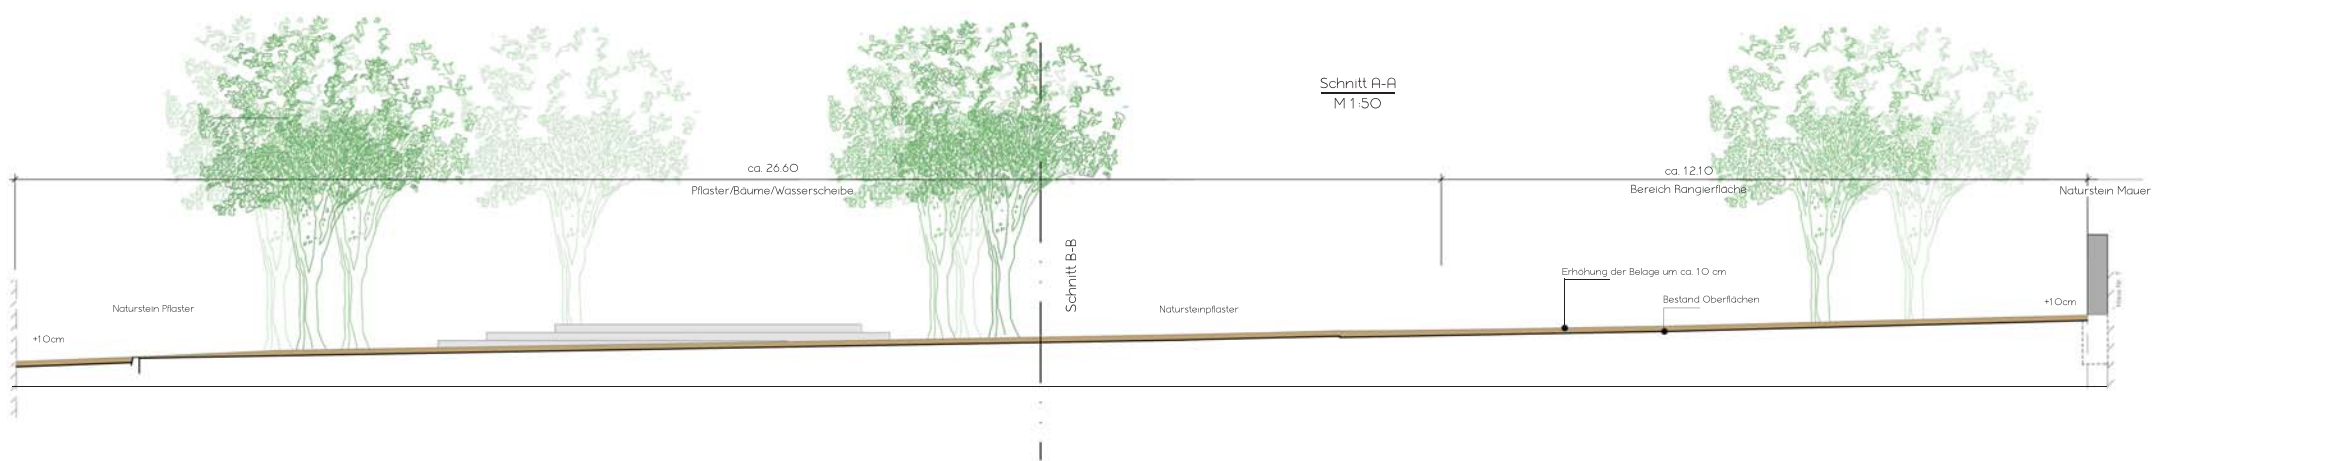 Schnitt A-A
M 1:50
ca. 26.60
Pflaster/Bäume/Wasserscheibe
ca. 12.10
Bereich Rangierfläche
Naturstein Mauer
Schnitt B-B
Erhöhung der Beläge um ca. 10 cm
Bestand Oberflächen
Naturstein Pflaster
Natursteinpflaster
+10cm
+10cm